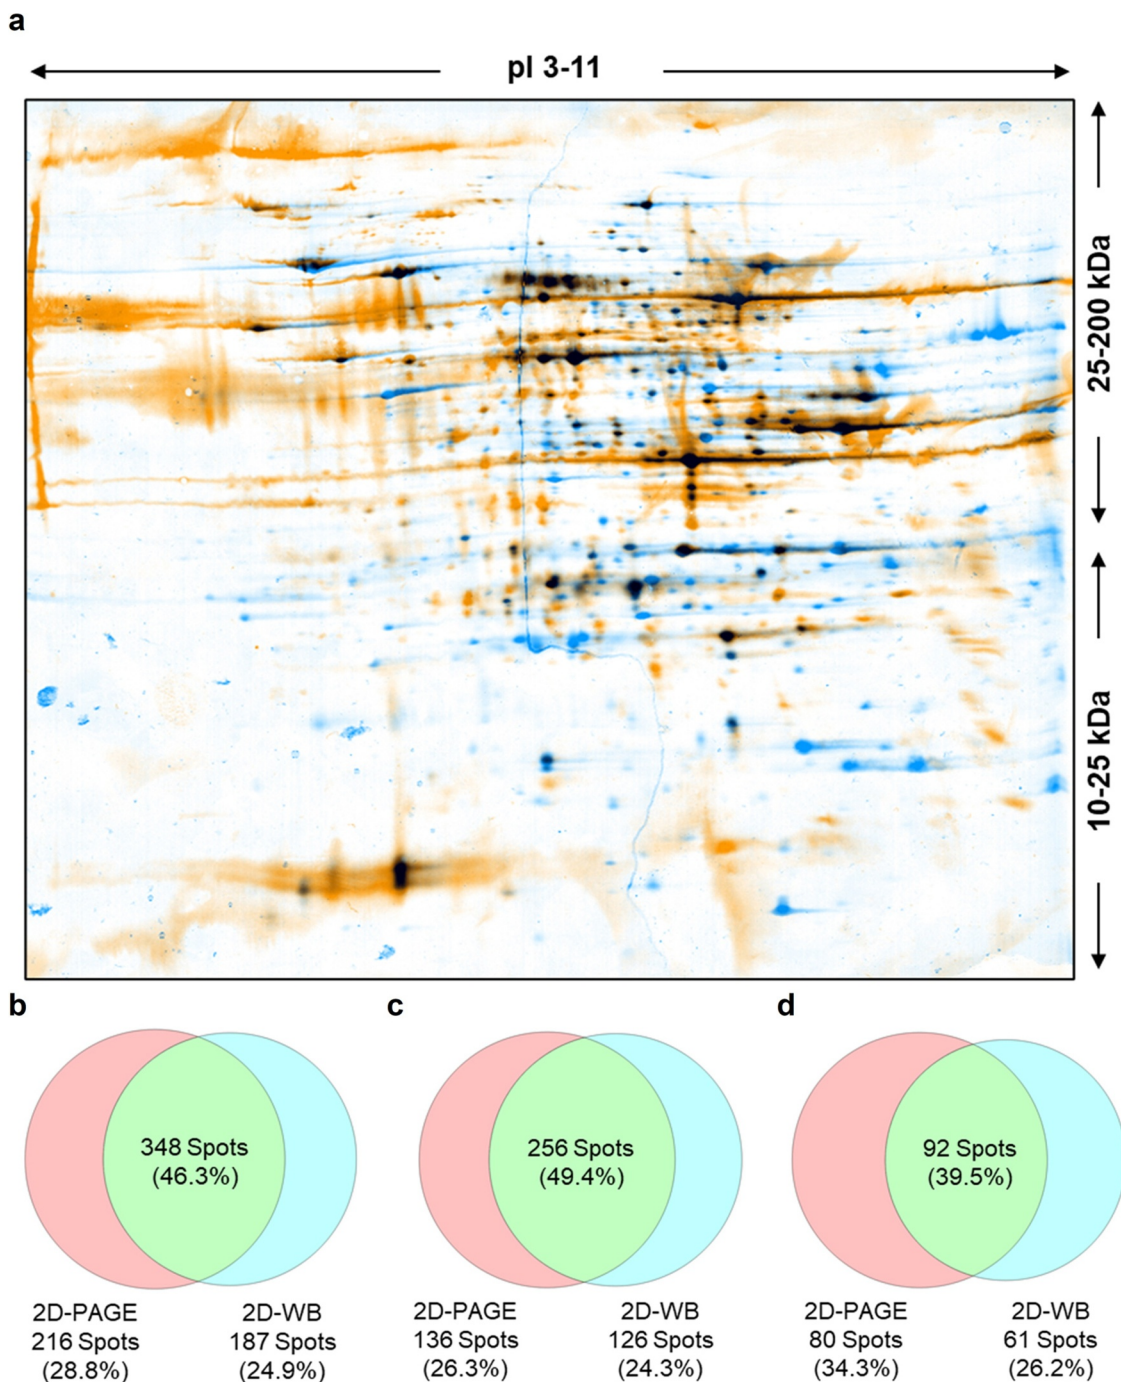 a
pI 3-11
25-200 kDa
10-25 kDa
b
c
d
348 Spots
(46.3%)
256 Spots
(49.4%)
92 Spots
(39.5%)
2D-PAGE
216 Spots
(28.8%)
2D-WB
187 Spots
(24.9%)
2D-PAGE
136 Spots
(26.3%)
2D-WB
126 Spots
(24.3%)
2D-PAGE
80 Spots
(34.3%)
2D-WB
61 Spots
(26.2%)